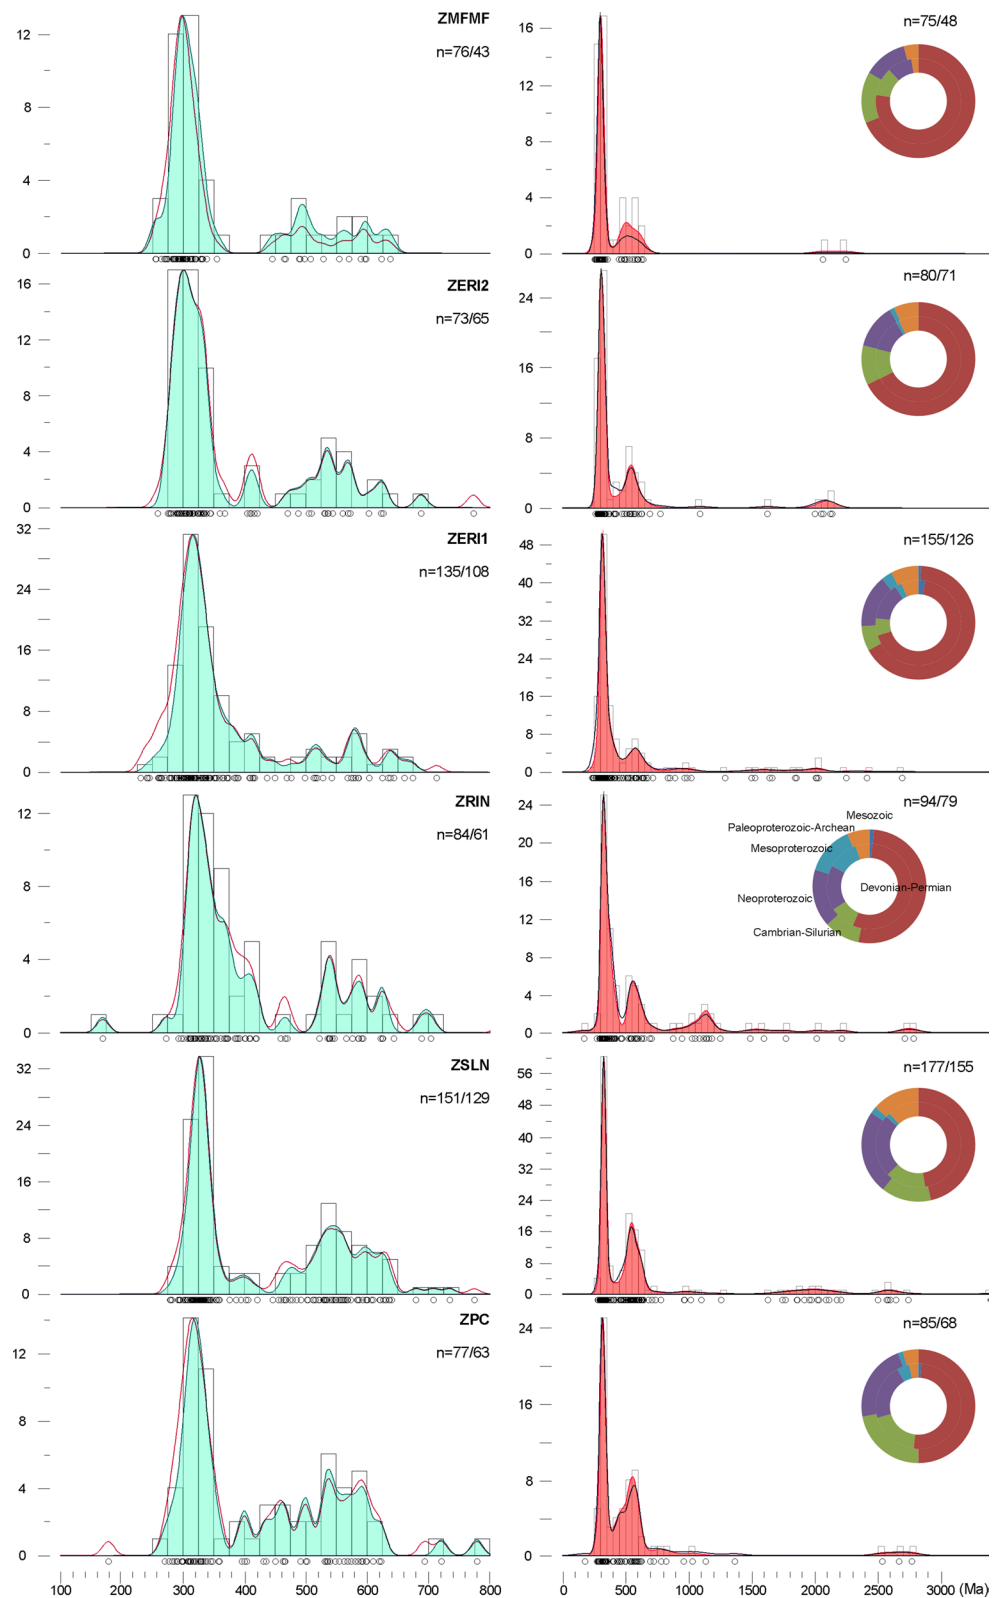 ZMFMF
n=76/43
12
8
4
0
n=75/48
16
12
8
4
0
ZERI2
n=73/65
16
12
8
4
0
n=80/71
24
16
8
0
ZERI1
n=135/108
32
24
16
8
0
n=155/126
48
40
32
24
16
8
0
ZRIN
n=84/61
12
8
4
0
n=94/79
24
20
16
12
8
4
0
Mesozoic
Paleoproterozoic-Archean
Mesoproterozoic
Devonian-Permian
Neoproterozoic
Cambrian-Silurian
ZSLN
n=151/129
32
24
16
8
0
n=177/155
56
48
40
32
24
16
8
0
ZPC
n=77/63
12
8
4
0
n=85/68
24
16
8
0
100 200 300 400 500 600 700 800
0 500 1000 1500 2000 2500 3000 (Ma)